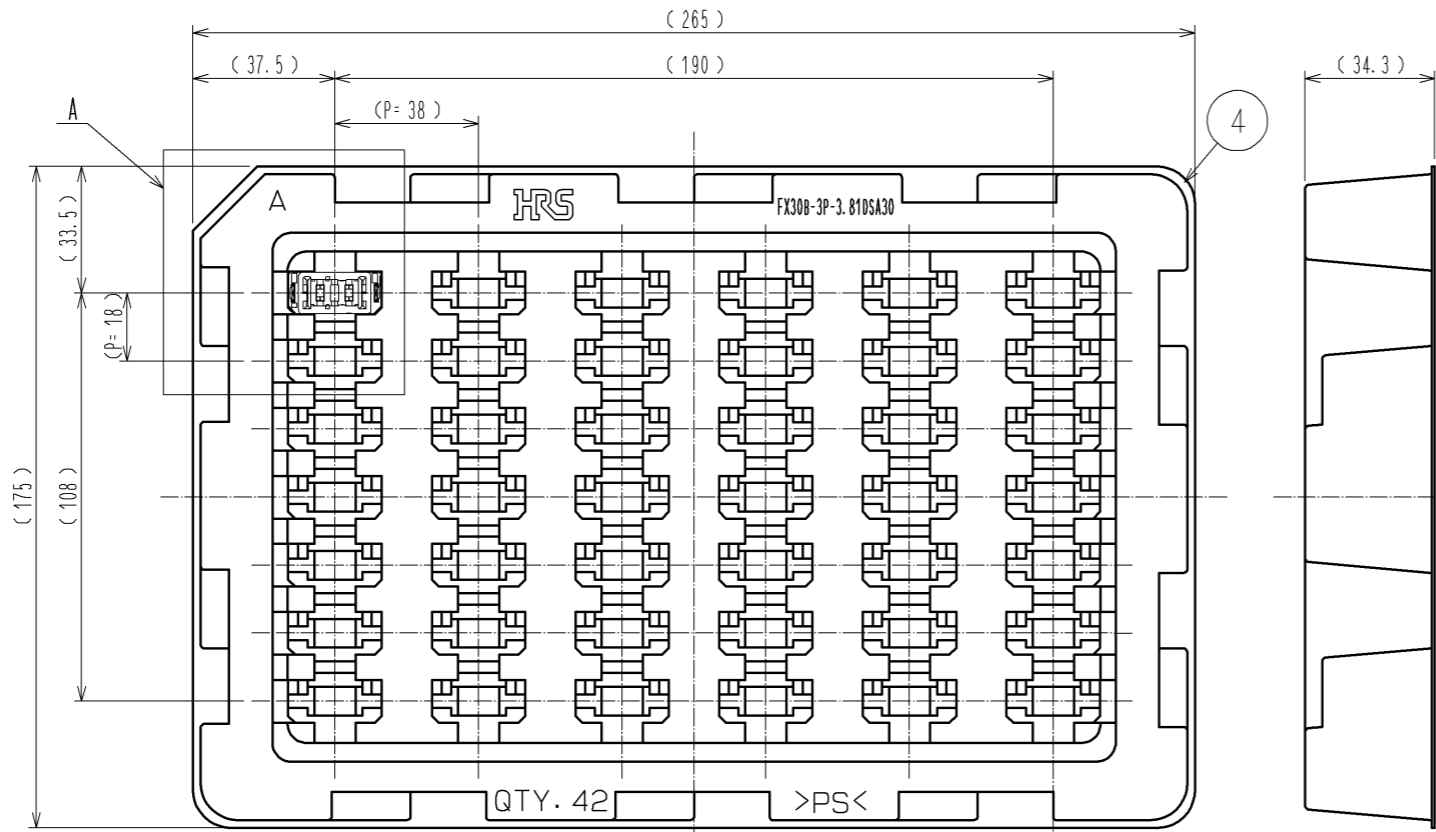 ( 265 )
( 37.5 )
( 190 )
( 34.3 )
(P= 38 )
A
4
A
HRS
FX30B-3P-3.81DSA30
( 33.5 )
(P= 18)
( 175 )
( 108 )
QTY. 42
>PS<